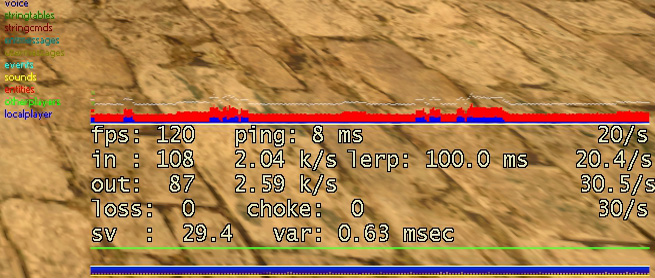 voice
stringtables
stringcmds
usermessages
entmessages
events
sounds
entities
otherplayers
localplayer
fps: 120 ping: 8 ms 20/s
in : 108 2.04 k/s lerp: 100.0 ms 20.4/s
out: 87 2.59 k/s 30.5/s
loss: 0 choke: 0 30/s
sv : 29.4 var: 0.63 msec